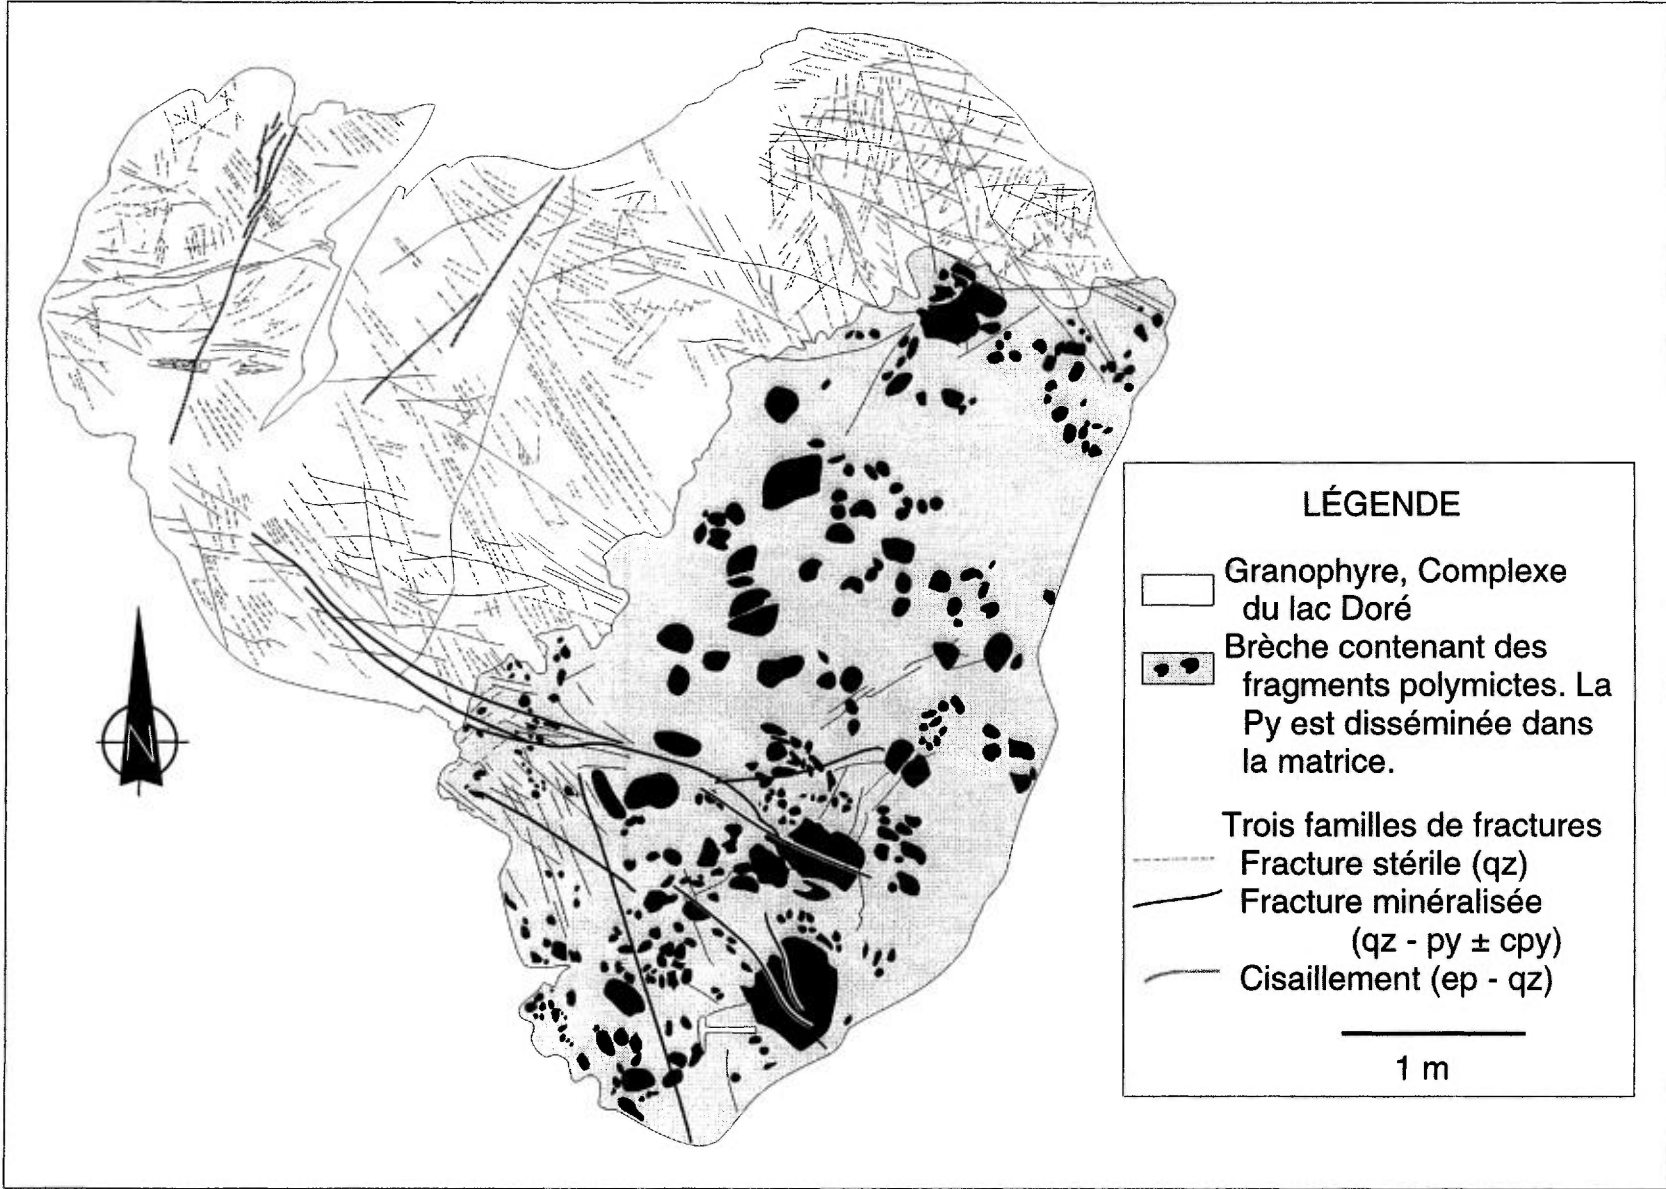 N
LÉGENDE
Granophyre, Complexe
du lac Doré
Brèche contenant des
fragments polymictes. La
Py est disséminée dans
la matrice.
Trois familles de fractures
Fracture stérile (qz)
Fracture minéralisée
(qz - py ± cpy)
Cisaillement (ep - qz)
1 m